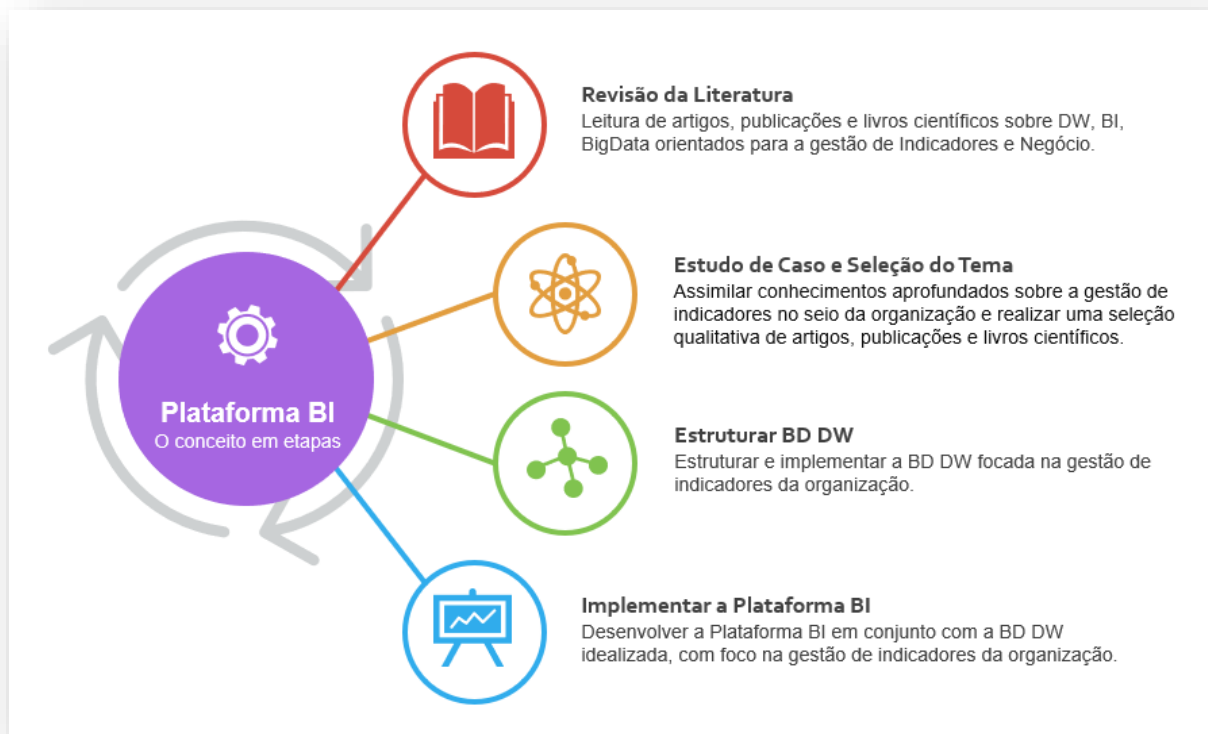 Revisão da Literatura
Leitura de artigos, publicações e livros científicos sobre DW, BI,
BigData orientados para a gestão de Indicadores e Negócio.
Estudo de Caso e Seleção do Tema
Assimilar conhecimentos aprofundados sobre a gestão de
indicadores no seio da organização e realizar uma seleção
qualitativa de artigos, publicações e livros científicos.
Plataforma BI
O conceito em etapas
Estruturar BD DW
Estruturar e implementar a BD DW focada na gestão de
indicadores da organização.
Implementar a Plataforma BI
Desenvolver a Plataforma BI em conjunto com a BD DW
idealizada, com foco na gestão de indicadores da organização.